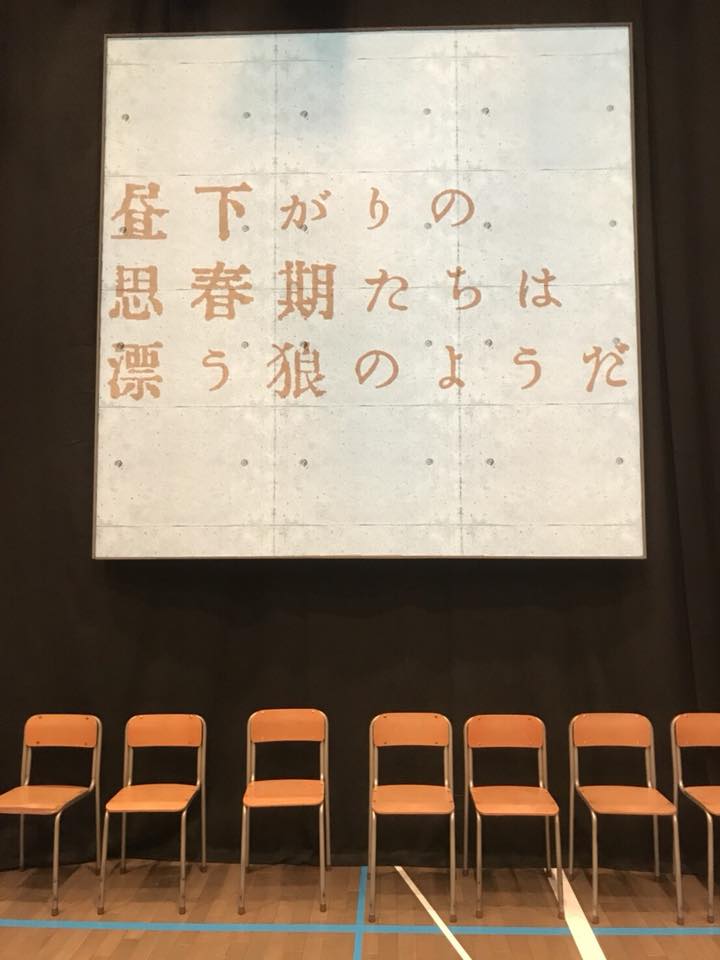 昼下がりの
思春期たちは
漂う狼のようだ